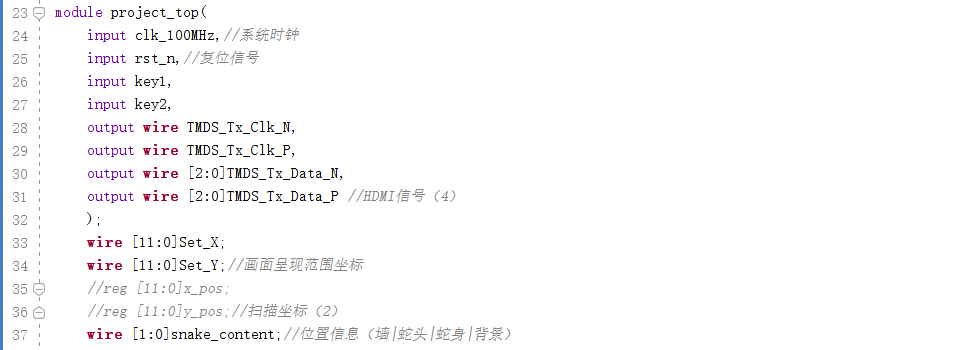 23 module project_top(
24 input clk_100MHz,//系统时钟
25 input rst_n,//复位信号
26 input key1,
27 input key2,
28 output wire TMDS_Tx_Clk_N,
29 output wire TMDS_Tx_Clk_P,
30 output wire [2:0]TMDS_Tx_Data_N,
31 output wire [2:0]TMDS_Tx_Data_P //HDMI信号（4）
32 );
33 wire [11:0]Set_X;
34 wire [11:0]Set_Y;//画面呈现范围坐标
35 //reg [11:0]x_pos;
36 //reg [11:0]y_pos;//扫描坐标（2）
37 wire [1:0]snake_content;//位置信息（墙|蛇头|蛇身|背景）